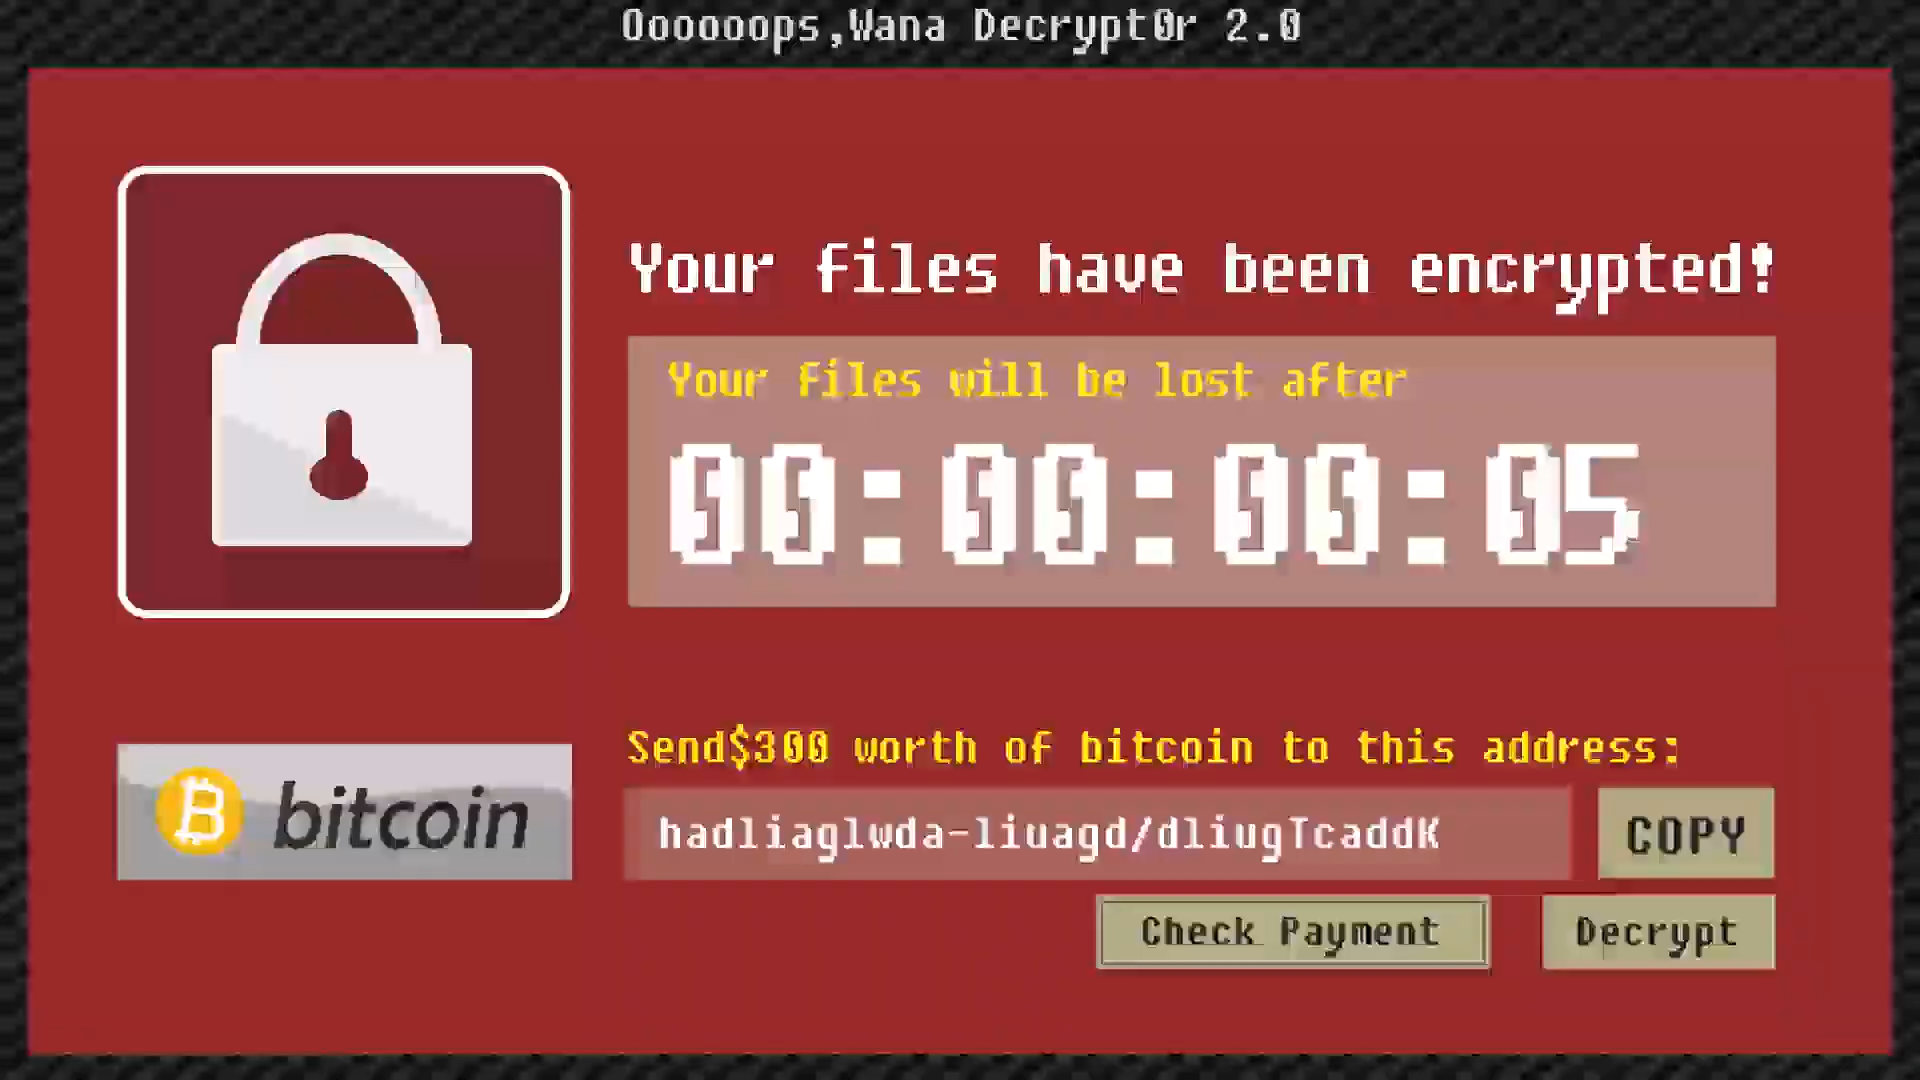 Oooooops,Wana Decrypt0r 2.0
Your files have been encrypted!
Your files will be lost after
00:00:00:05
Send$300 worth of bitcoin to this address:
bitcoin
hadliaglwda-liuagd/dliugTcaddK
COPY
Check Payment
Decrypt